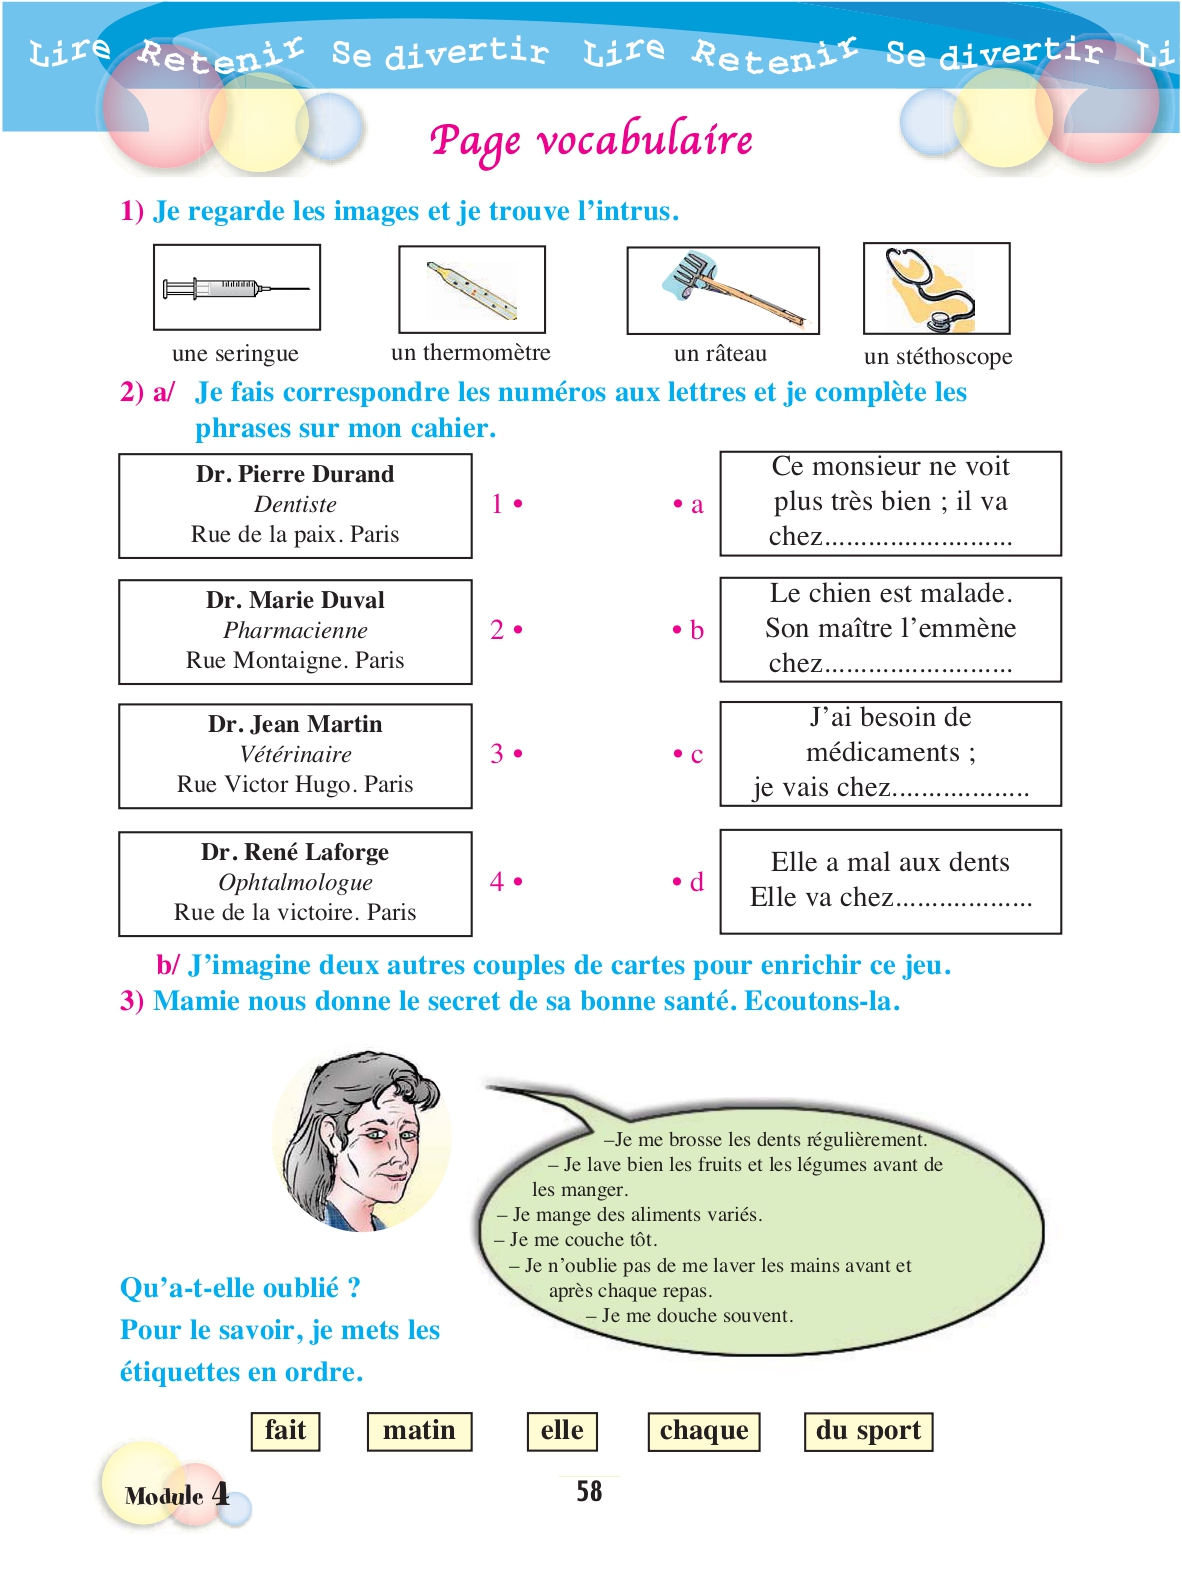 Lire Retenir Se divertir Lire Retenir Se divertir Li
Page vocabulaire
1) Je regarde les images et je trouve l’intrus.
une seringue
un thermomètre
un râteau
un stéthoscope
2) a/ Je fais correspondre les numéros aux lettres et je complète les
phrases sur mon cahier.
Dr. Pierre Durand
Dentiste
Rue de la paix. Paris
1 •
• a
Ce monsieur ne voit
plus très bien ; il va
chez..........................
Dr. Marie Duval
Pharmacienne
Rue Montaigne. Paris
2 •
• b
Le chien est malade.
Son maître l’emmène
chez..........................
Dr. Jean Martin
Vétérinaire
Rue Victor Hugo. Paris
3 •
• c
J’ai besoin de
médicaments ;
je vais chez...................
Dr. René Laforge
Ophtalmologue
Rue de la victoire. Paris
4 •
• d
Elle a mal aux dents
Elle va chez...................
b/ J’imagine deux autres couples de cartes pour enrichir ce jeu.
3) Mamie nous donne le secret de sa bonne santé. Ecoutons-la.
–Je me brosse les dents régulièrement.
– Je lave bien les fruits et les légumes avant de
les manger.
– Je mange des aliments variés.
– Je me couche tôt.
– Je n’oublie pas de me laver les mains avant et
après chaque repas.
– Je me douche souvent.
Qu’a-t-elle oublié ?
Pour le savoir, je mets les
étiquettes en ordre.
fait
matin
elle
chaque
du sport
Module 4
58